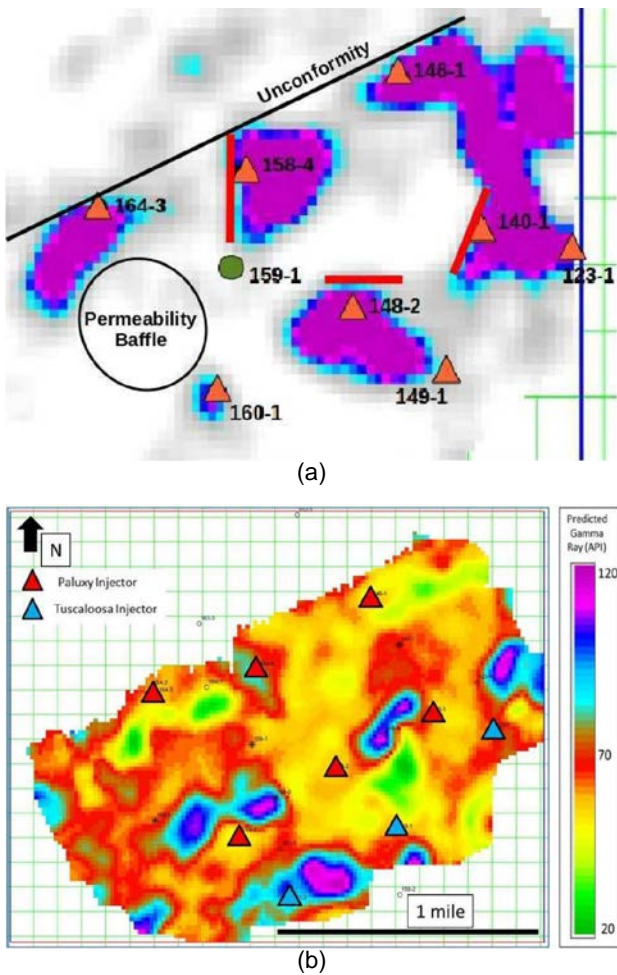 Unconformity
146-1
158-4
164-3
140-1
159-1
123-1
148-2
Permeability
Baffle
149-1
160-1
(a)
N
Paluxy Injector
Tuscaloosa Injector
Predicted
Gamma
Ray (API)
120
70
20
1 mile
(b)